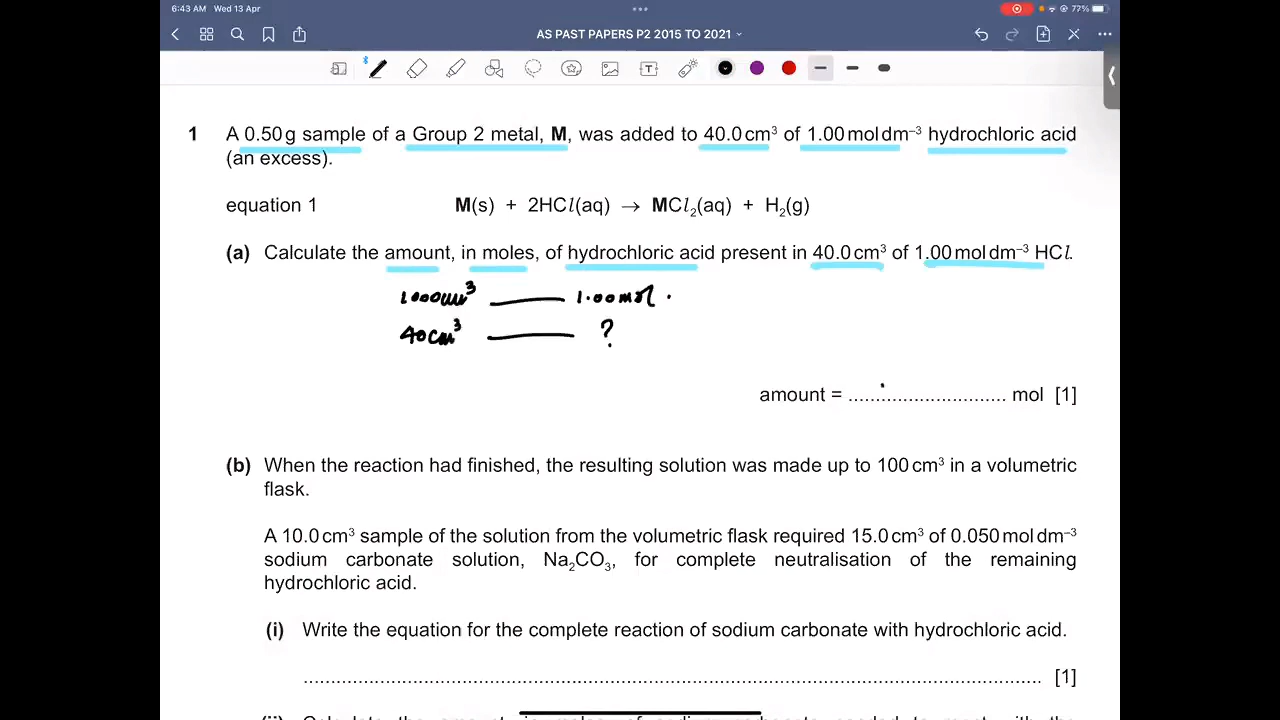 6:43 AM Wed 13 Apr
77%
AS PAST PAPERS P2 2015 TO 2021
1 A 0.50 g sample of a Group 2 metal, M, was added to 40.0 cm³ of 1.00 mol dm⁻³ hydrochloric acid
(an excess).
equation 1 M(s) + 2HCl(aq) → MCl₂(aq) + H₂(g)
(a) Calculate the amount, in moles, of hydrochloric acid present in 40.0 cm³ of 1.00 mol dm⁻³ HCl.
1000cm³ —— 1.00mol.
40cm³ —— ?
amount = ............................. mol [1]
(b) When the reaction had finished, the resulting solution was made up to 100 cm³ in a volumetric
flask.
A 10.0 cm³ sample of the solution from the volumetric flask required 15.0 cm³ of 0.050 mol dm⁻³
sodium carbonate solution, Na₂CO₃, for complete neutralisation of the remaining
hydrochloric acid.
(i) Write the equation for the complete reaction of sodium carbonate with hydrochloric acid.
.............................................................................................................. [1]